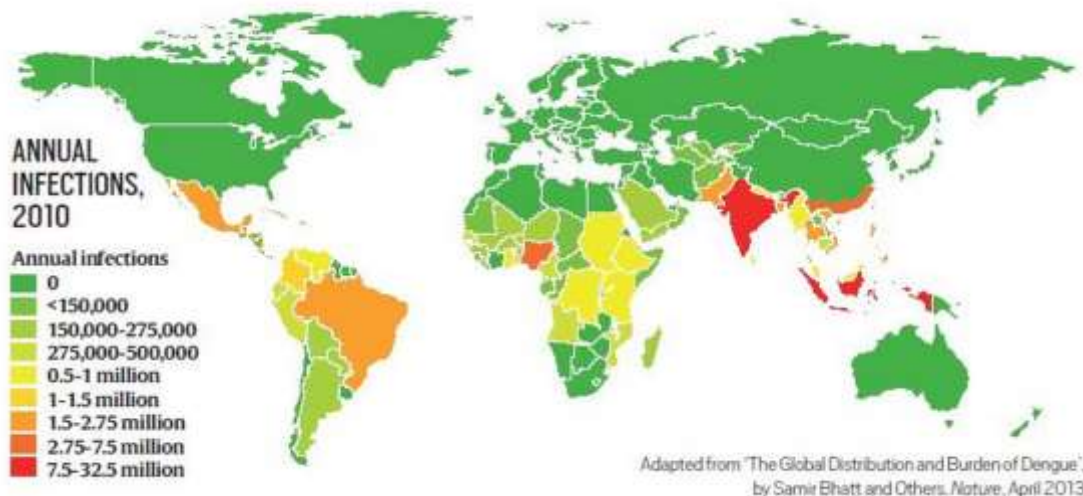 ANNUAL
INFECTIONS,
2010
Annual infections
0
<150,000
150,000-275,000
275,000-500,000
0.5-1 million
1-1.5 million
1.5-2.75 million
2.75-7.5 million
7.5-32.5 million
Adapted from "The Global Distribution and Burden of Dengue",
by Samir Bhatt and Others, Nature, April 2013